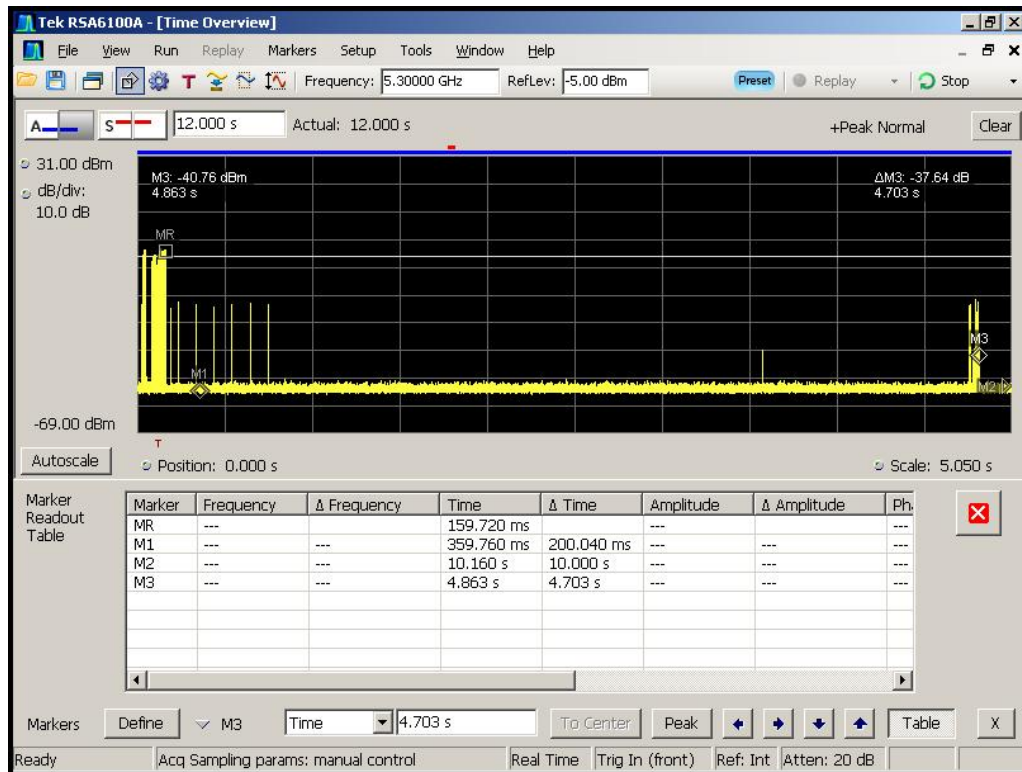 Tek RSA6100A - [Time Overview]
File View Run Replay Markers Setup Tools Window Help
T Frequency: 5.30000 GHz RefLev: -5.00 dBm Preset Replay Stop
A S 12.000 s Actual: 12.000 s +Peak Normal Clear
31.00 dBm
dB/div:
10.0 dB
M3: -40.76 dBm
4.863 s
ΔM3: -37.64 dB
4.703 s
MR
M3
M1
M2
-69.00 dBm
T
Autoscale Position: 0.000 s Scale: 5.050 s
Marker
Readout
Table
Marker Frequency Δ Frequency Time Δ Time Amplitude Δ Amplitude Ph
MR --- 159.720 ms --- ---
M1 --- --- 359.760 ms 200.040 ms --- --- ---
M2 --- --- 10.160 s 10.000 s --- --- ---
M3 --- --- 4.863 s 4.703 s --- --- ---
Markers Define M3 Time 4.703 s To Center Peak Table X
Ready Acq Sampling params: manual control Real Time Trig In (front) Ref: Int Atten: 20 dB